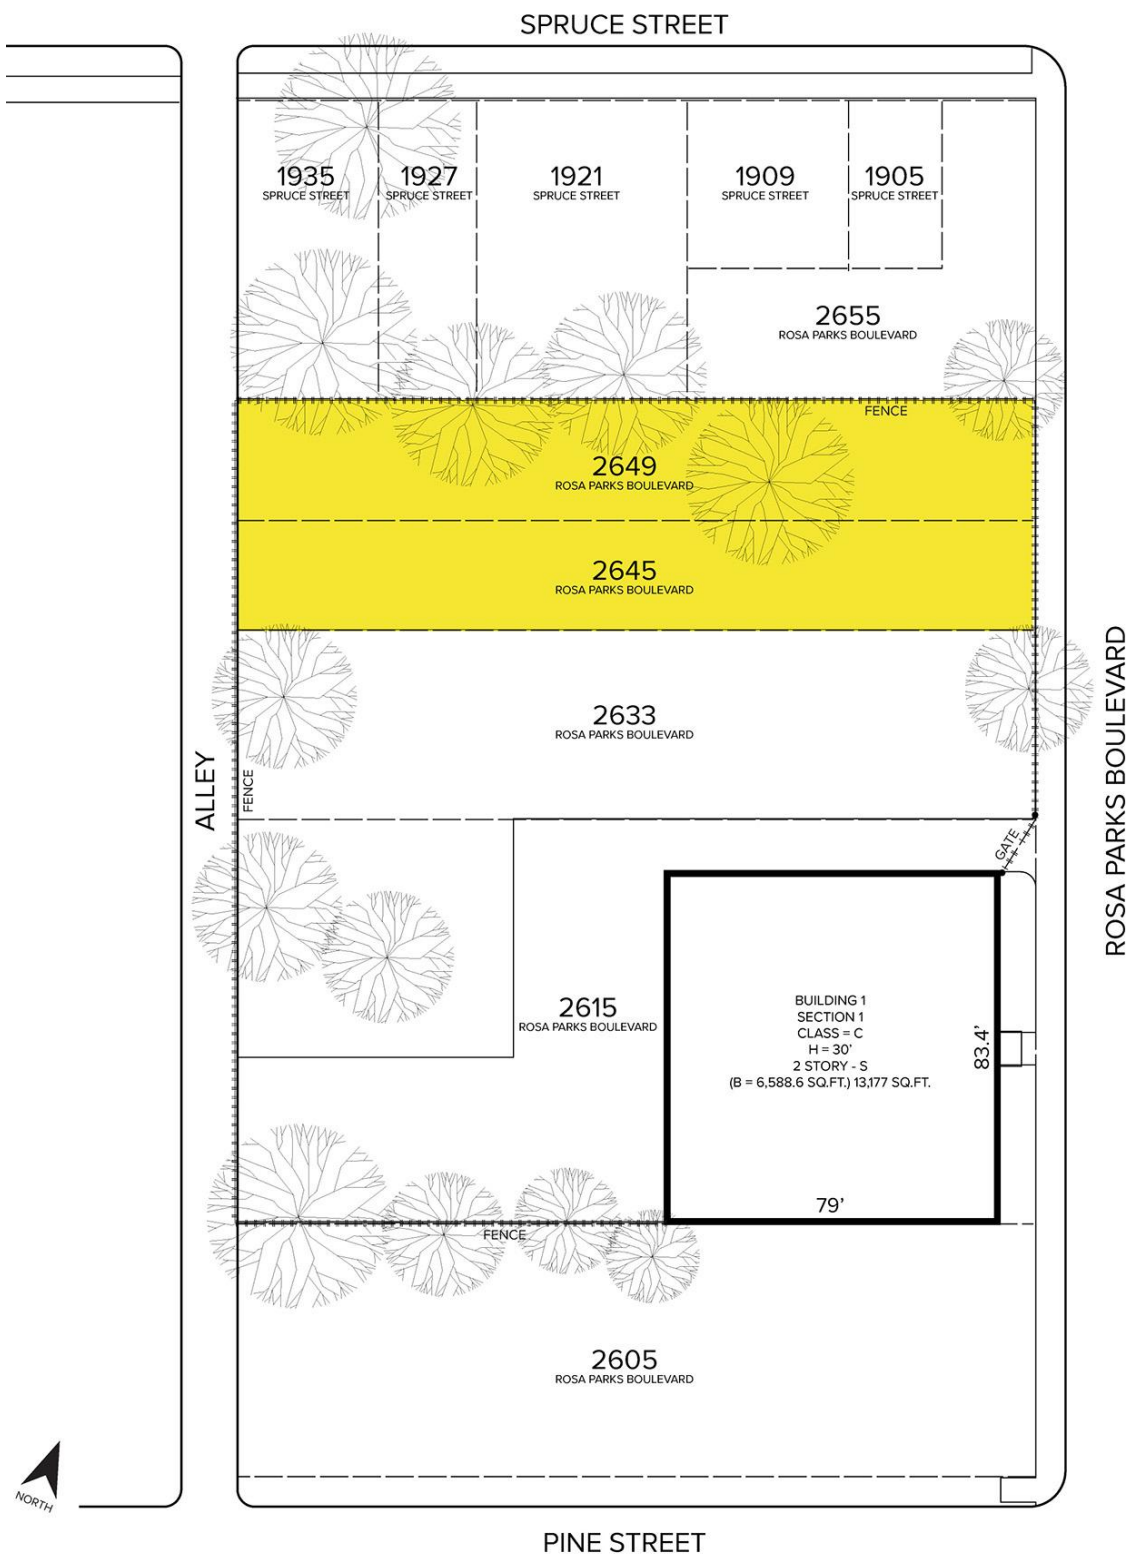 SPRUCE STREET
1935
SPRUCE STREET
1927
SPRUCE STREET
1921
SPRUCE STREET
1909
SPRUCE STREET
1905
SPRUCE STREET
2655
ROSA PARKS BOULEVARD
FENCE
2649
ROSA PARKS BOULEVARD
2645
ROSA PARKS BOULEVARD
2633
ROSA PARKS BOULEVARD
ROSA PARKS BOULEVARD
ALLEY
FENCE
GATE
2615
ROSA PARKS BOULEVARD
BUILDING 1
SECTION 1
CLASS = C
H = 30'
2 STORY - S
(B = 6,588.6 SQ.FT.) 13,177 SQ.FT.
83.4'
79'
FENCE
2605
ROSA PARKS BOULEVARD
NORTH
PINE STREET